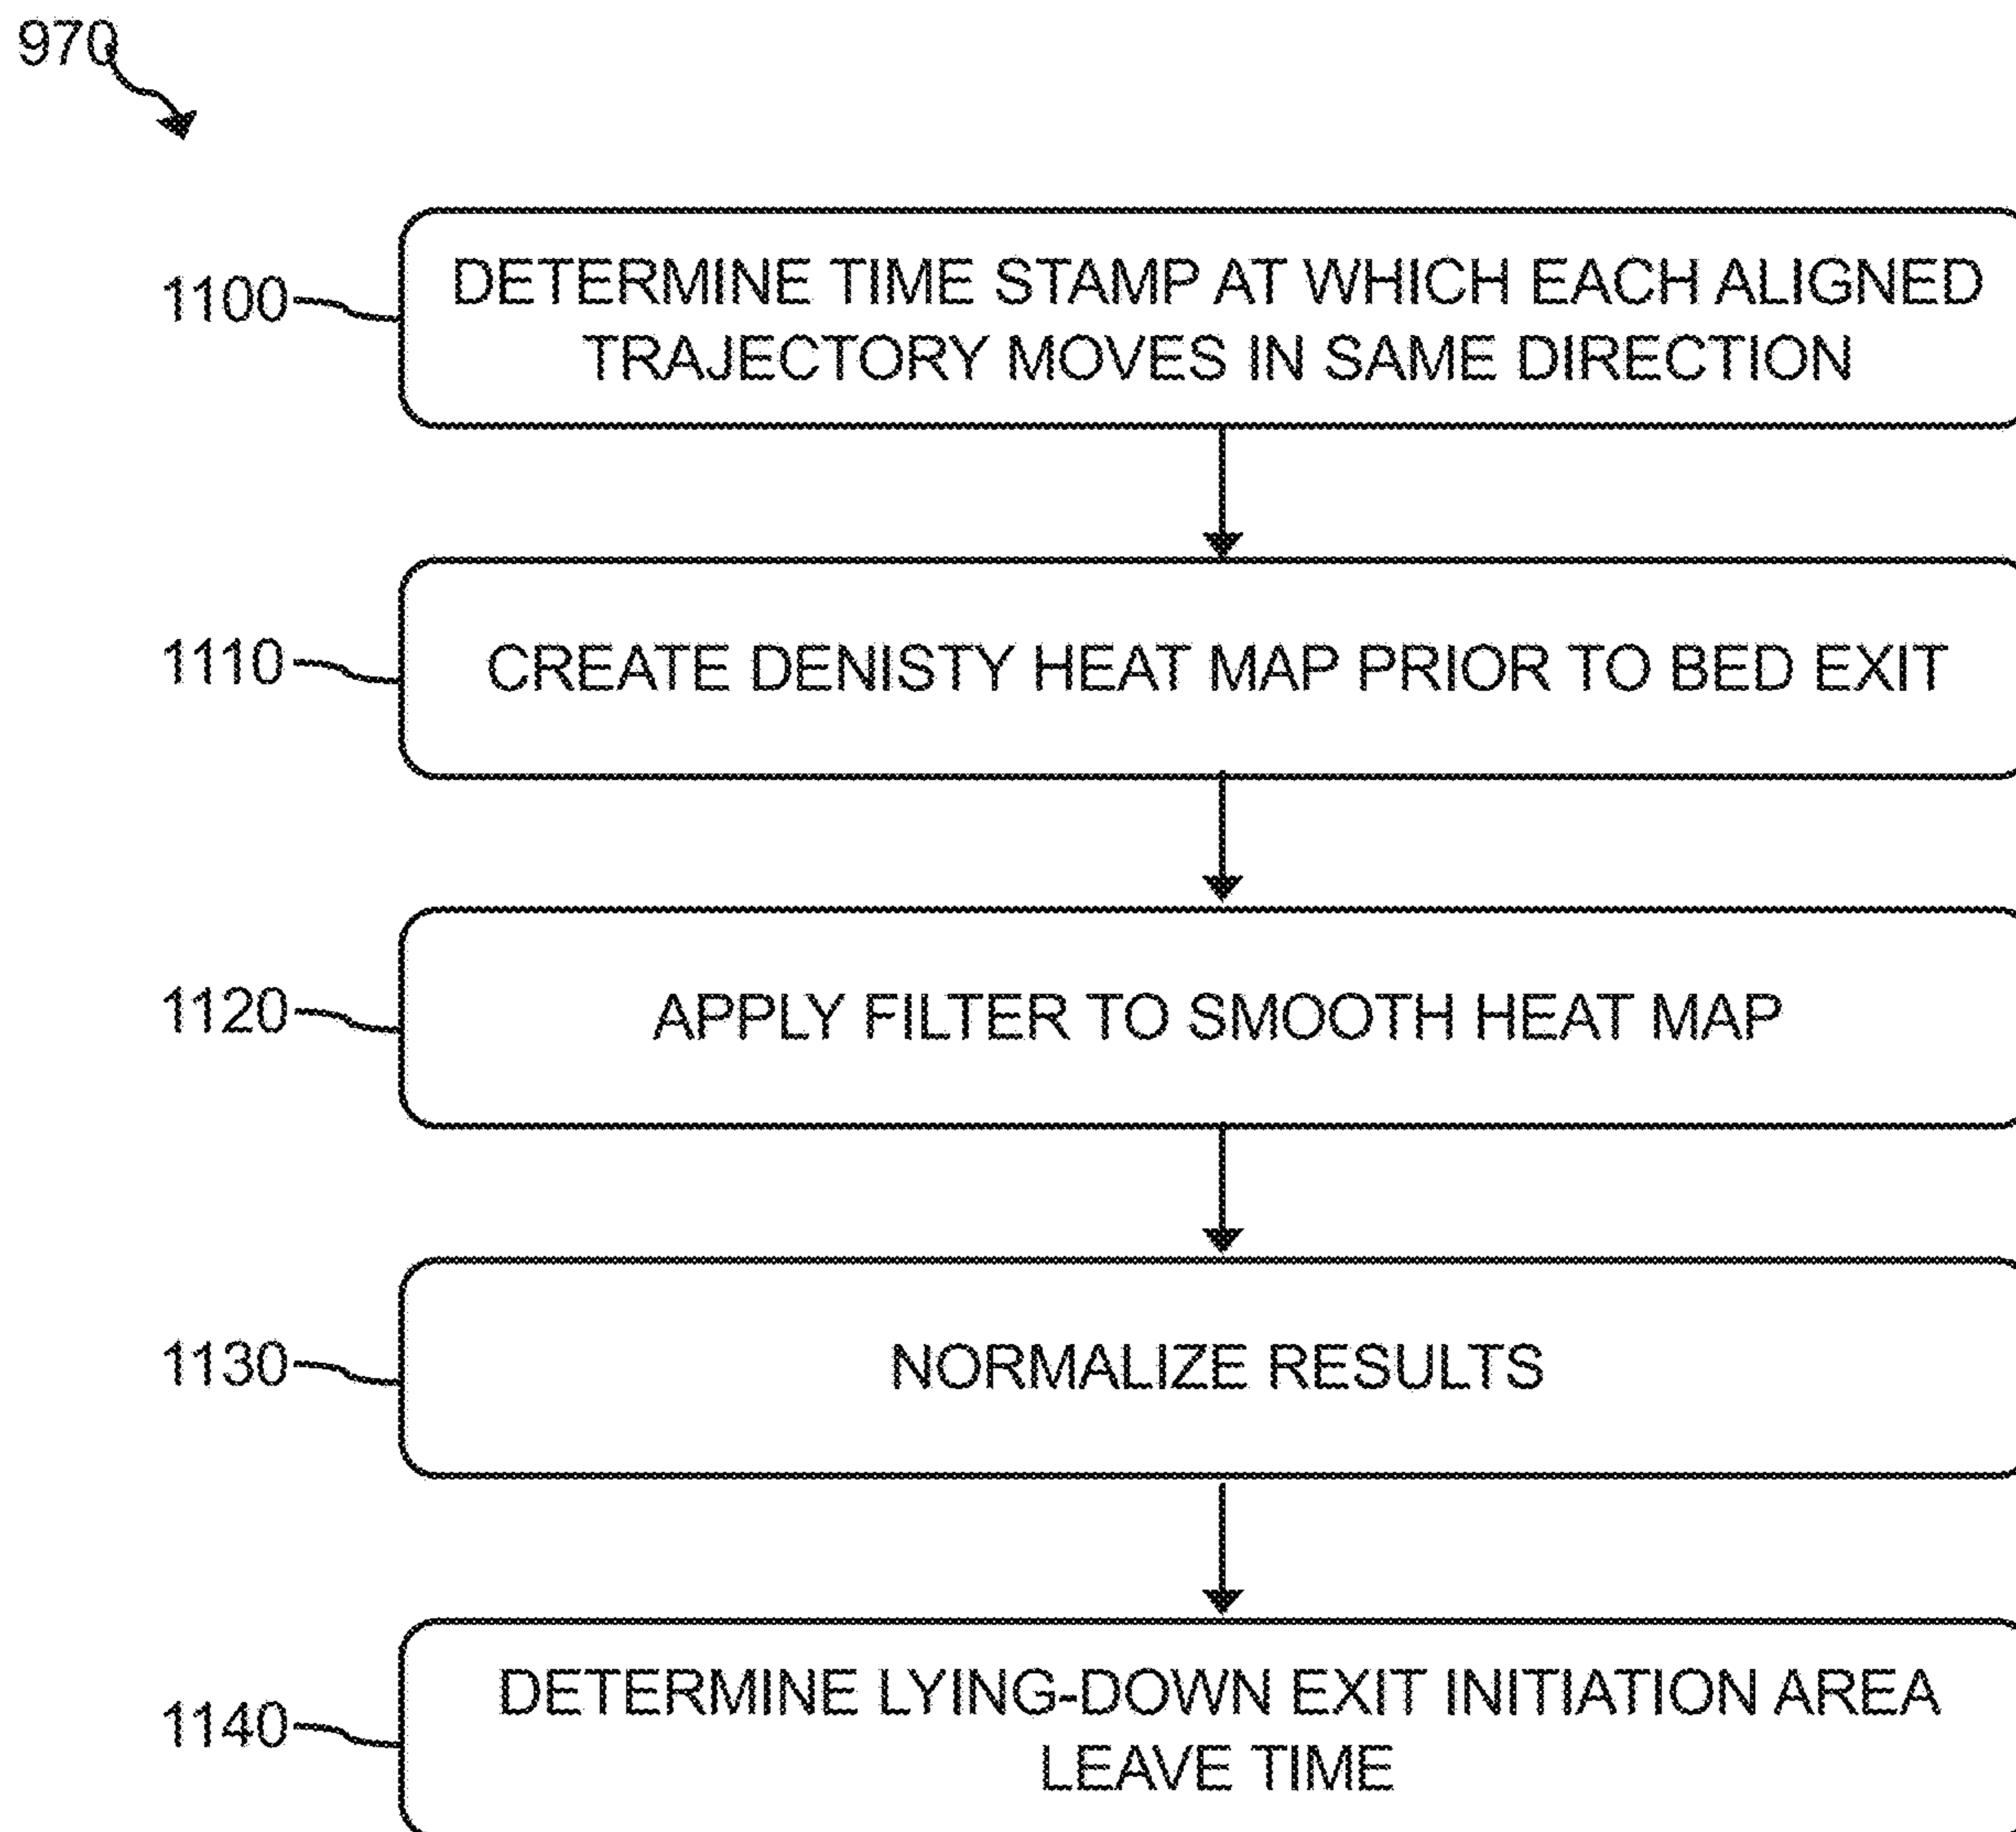 970
1100
DETERMINE TIME STAMP AT WHICH EACH ALIGNED
TRAJECTORY MOVES IN SAME DIRECTION
1110
CREATE DENISTY HEAT MAP PRIOR TO BED EXIT
1120
APPLY FILTER TO SMOOTH HEAT MAP
1130
NORMALIZE RESULTS
1140
DETERMINE LYING-DOWN EXIT INITIATION AREA
LEAVE TIME